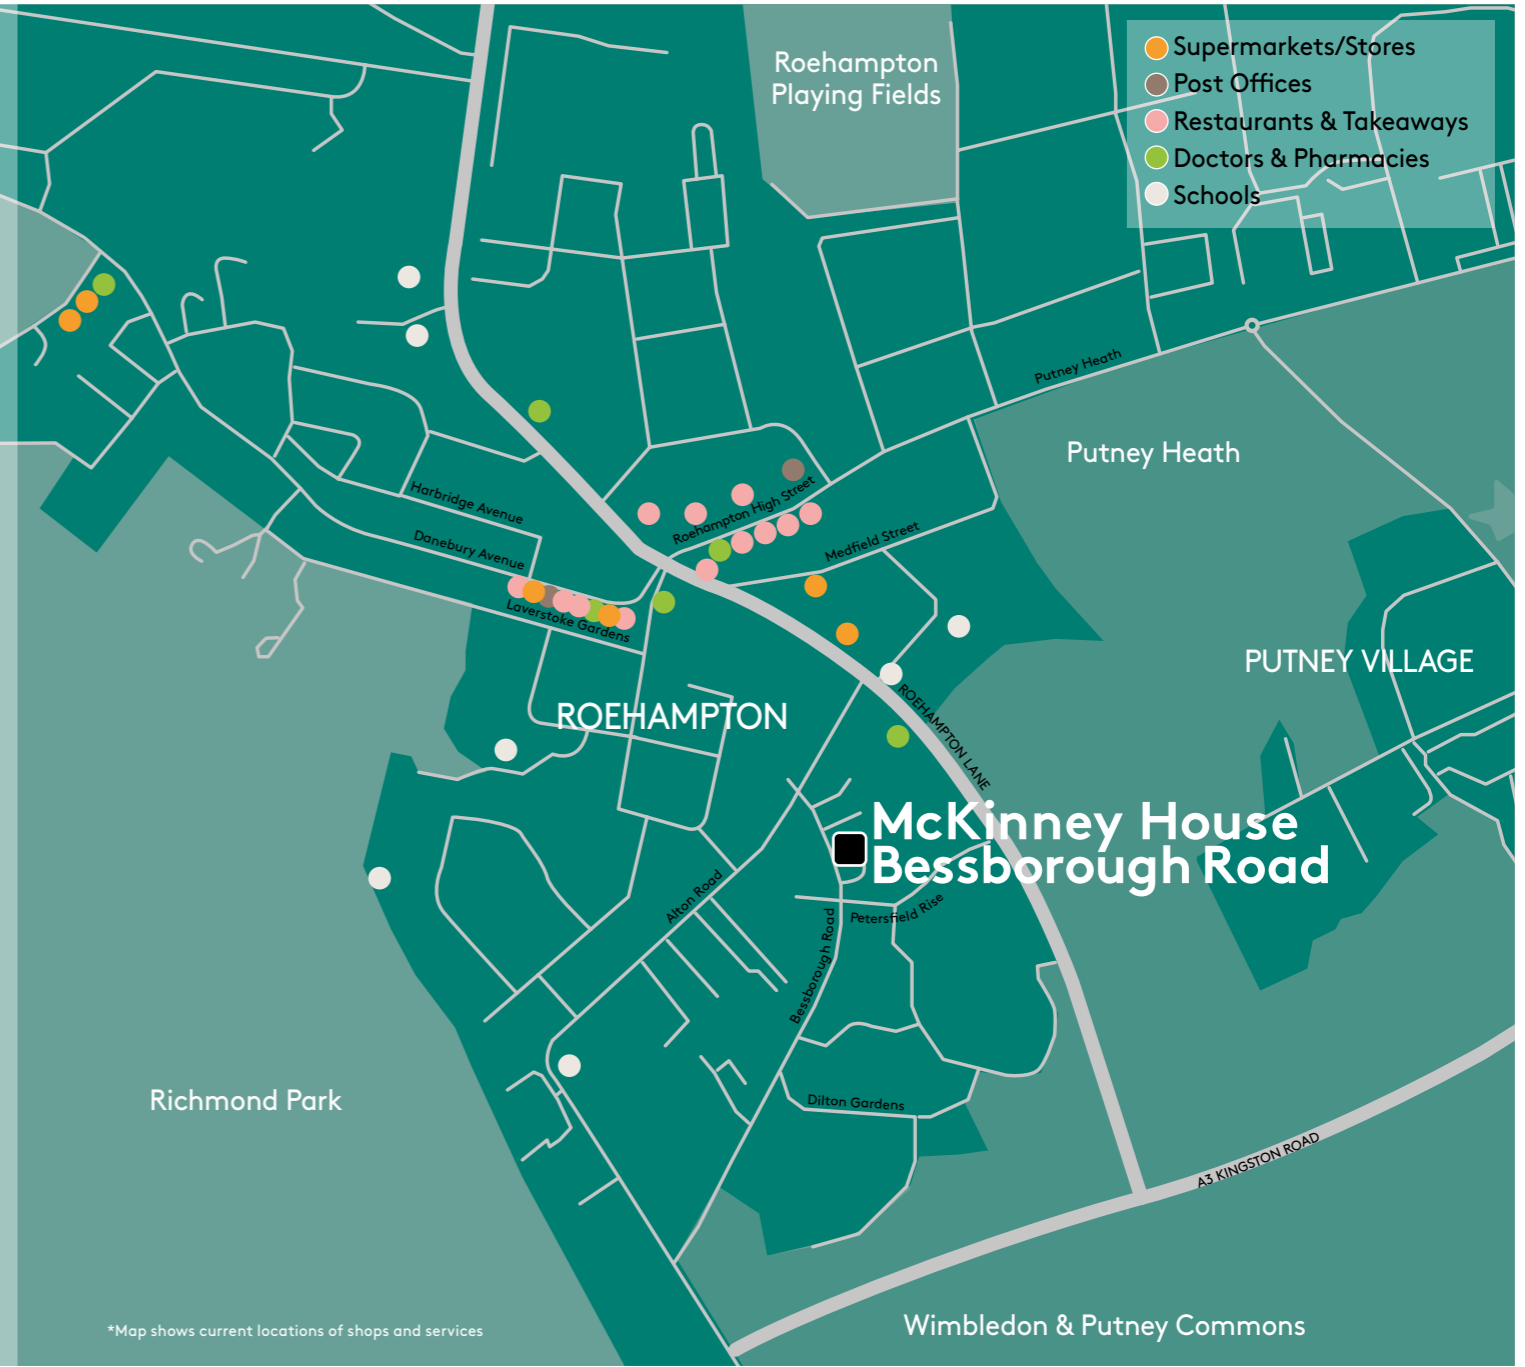 Roehampton
Playing Fields
Supermarkets/Stores
Post Offices
Restaurants & Takeaways
Doctors & Pharmacies
Schools
Putney Heath
Putney Heath
Harbridge Avenue
Roehampton High Street
Danebury Avenue
Medfield Street
Laverstoke Gardens
PUTNEY VILLAGE
ROEHAMPTON
ROEHAMPTON LANE
McKinney House
Bessborough Road
Alton Road
Petersfield Rise
Bessborough Road
Richmond Park
Dilton Gardens
A3 KINGSTON ROAD
*Map shows current locations of shops and services
Wimbledon & Putney Commons